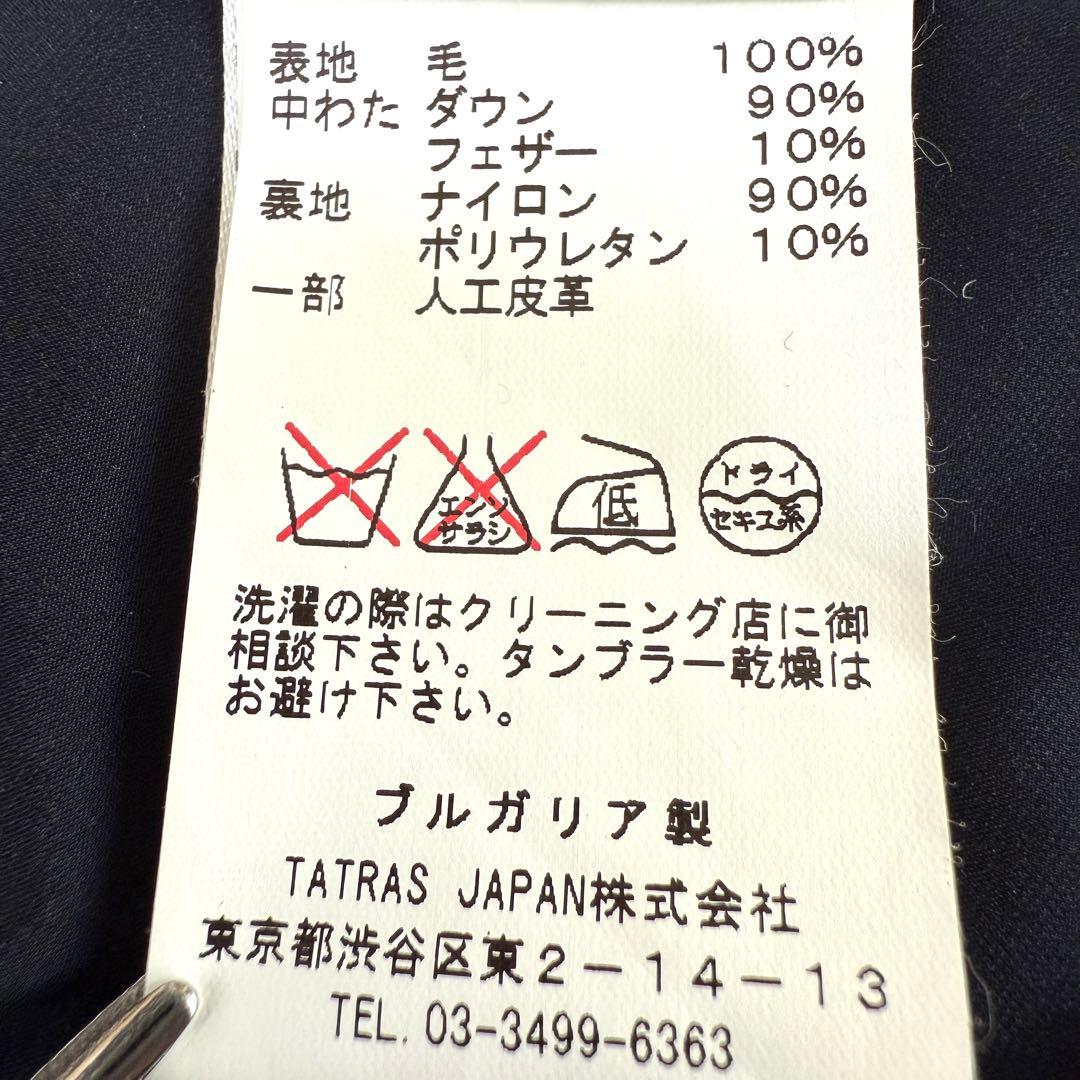 表地 毛 100%
中わた ダウン 90%
フェザー 10%
裏地 ナイロン 90%
ポリウレタン 10%
一部 人工皮革
エンソ
サラシ
低
ドライ
セキユ系
洗濯の際はクリーニング店に御
相談下さい。タンブラー乾燥は
お避け下さい。
ブルガリア製
TATRAS JAPAN株式会社
東京都渋谷区東2-14-13
TEL. 03-3499-6363